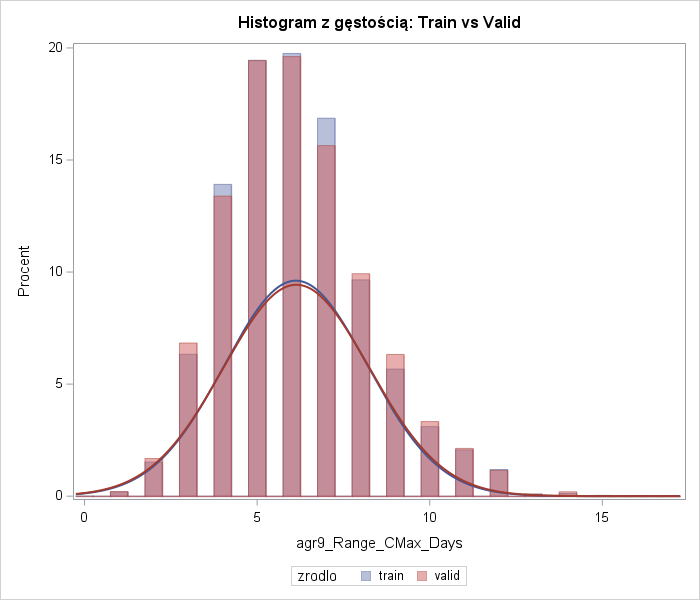 Histogram z gęstością: Train vs Valid
20
15
10
5
0
Procent
0 5 10 15
agr9_Range_CMax_Days
zrodlo train valid